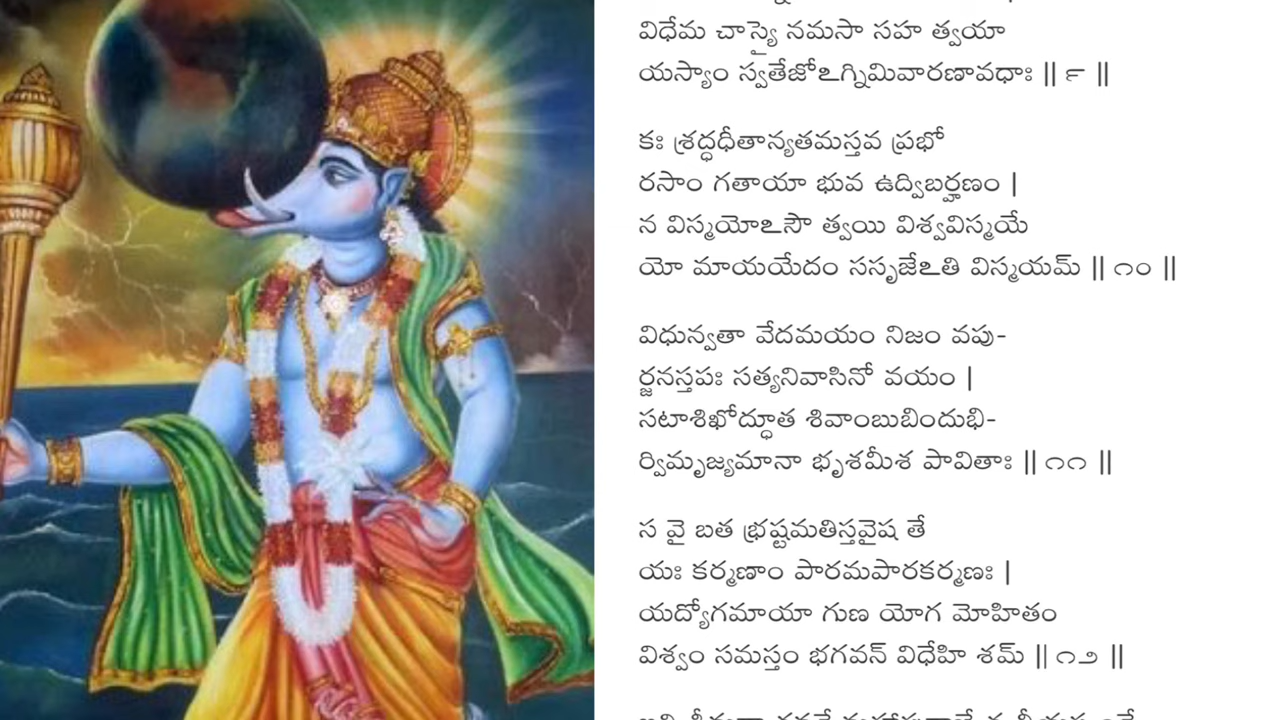 విధేమ చాస్యై నమసా సహ త్వయా
యస్యాం స్వతేజోఽగ్నిమివారణావధాః || ౯ ||
కః శ్రద్ధధీతాన్యతమస్తవ ప్రభో
రసాం గతాయా భువ ఉద్విబర్హణం |
న విస్మయోఽసౌ త్వయి విశ్వవిస్మయే
యో మాయయేదం ససృజేఽతి విస్మయమ్ || ౧౦ ||
విధున్వతా వేదమయం నిజం వపు-
ర్జనస్తపః సత్యనివాసినో వయం |
సటాశిఖోద్ధూత శివాంబుబిందుభి-
ర్విమృజ్యమానా భృశమీశ పావితాః || ౧౧ ||
స వై బత భ్రష్టమతిస్తవైష తే
యః కర్మణాం పారమపారకర్మణః |
యద్యోగమాయా గుణ యోగ మోహితం
విశ్వం సమస్తం భగవన్ విధేహి శమ్ || ౧౨ ||